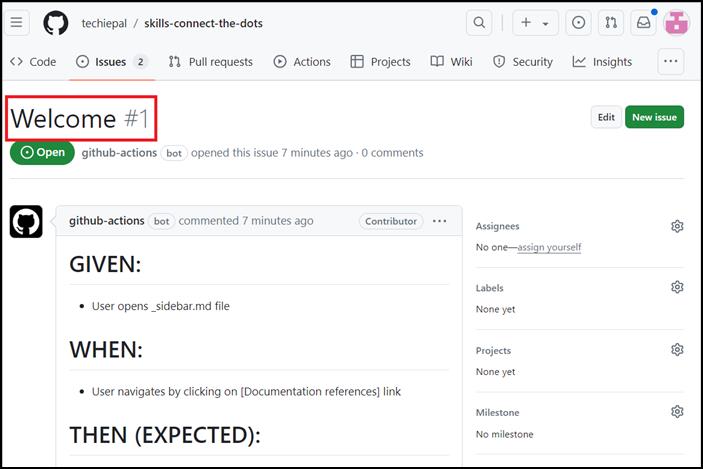 techiepal / skills-connect-the-dots
Code Issues 2 Pull requests Actions Projects Wiki Security Insights
Welcome #1
Edit New issue
Open github-actions bot opened this issue 7 minutes ago · 0 comments
github-actions bot commented 7 minutes ago Contributor
GIVEN:
User opens _sidebar.md file
WHEN:
User navigates by clicking on [Documentation references] link
THEN (EXPECTED):
Assignees
No one—assign yourself
Labels
None yet
Projects
None yet
Milestone
No milestone